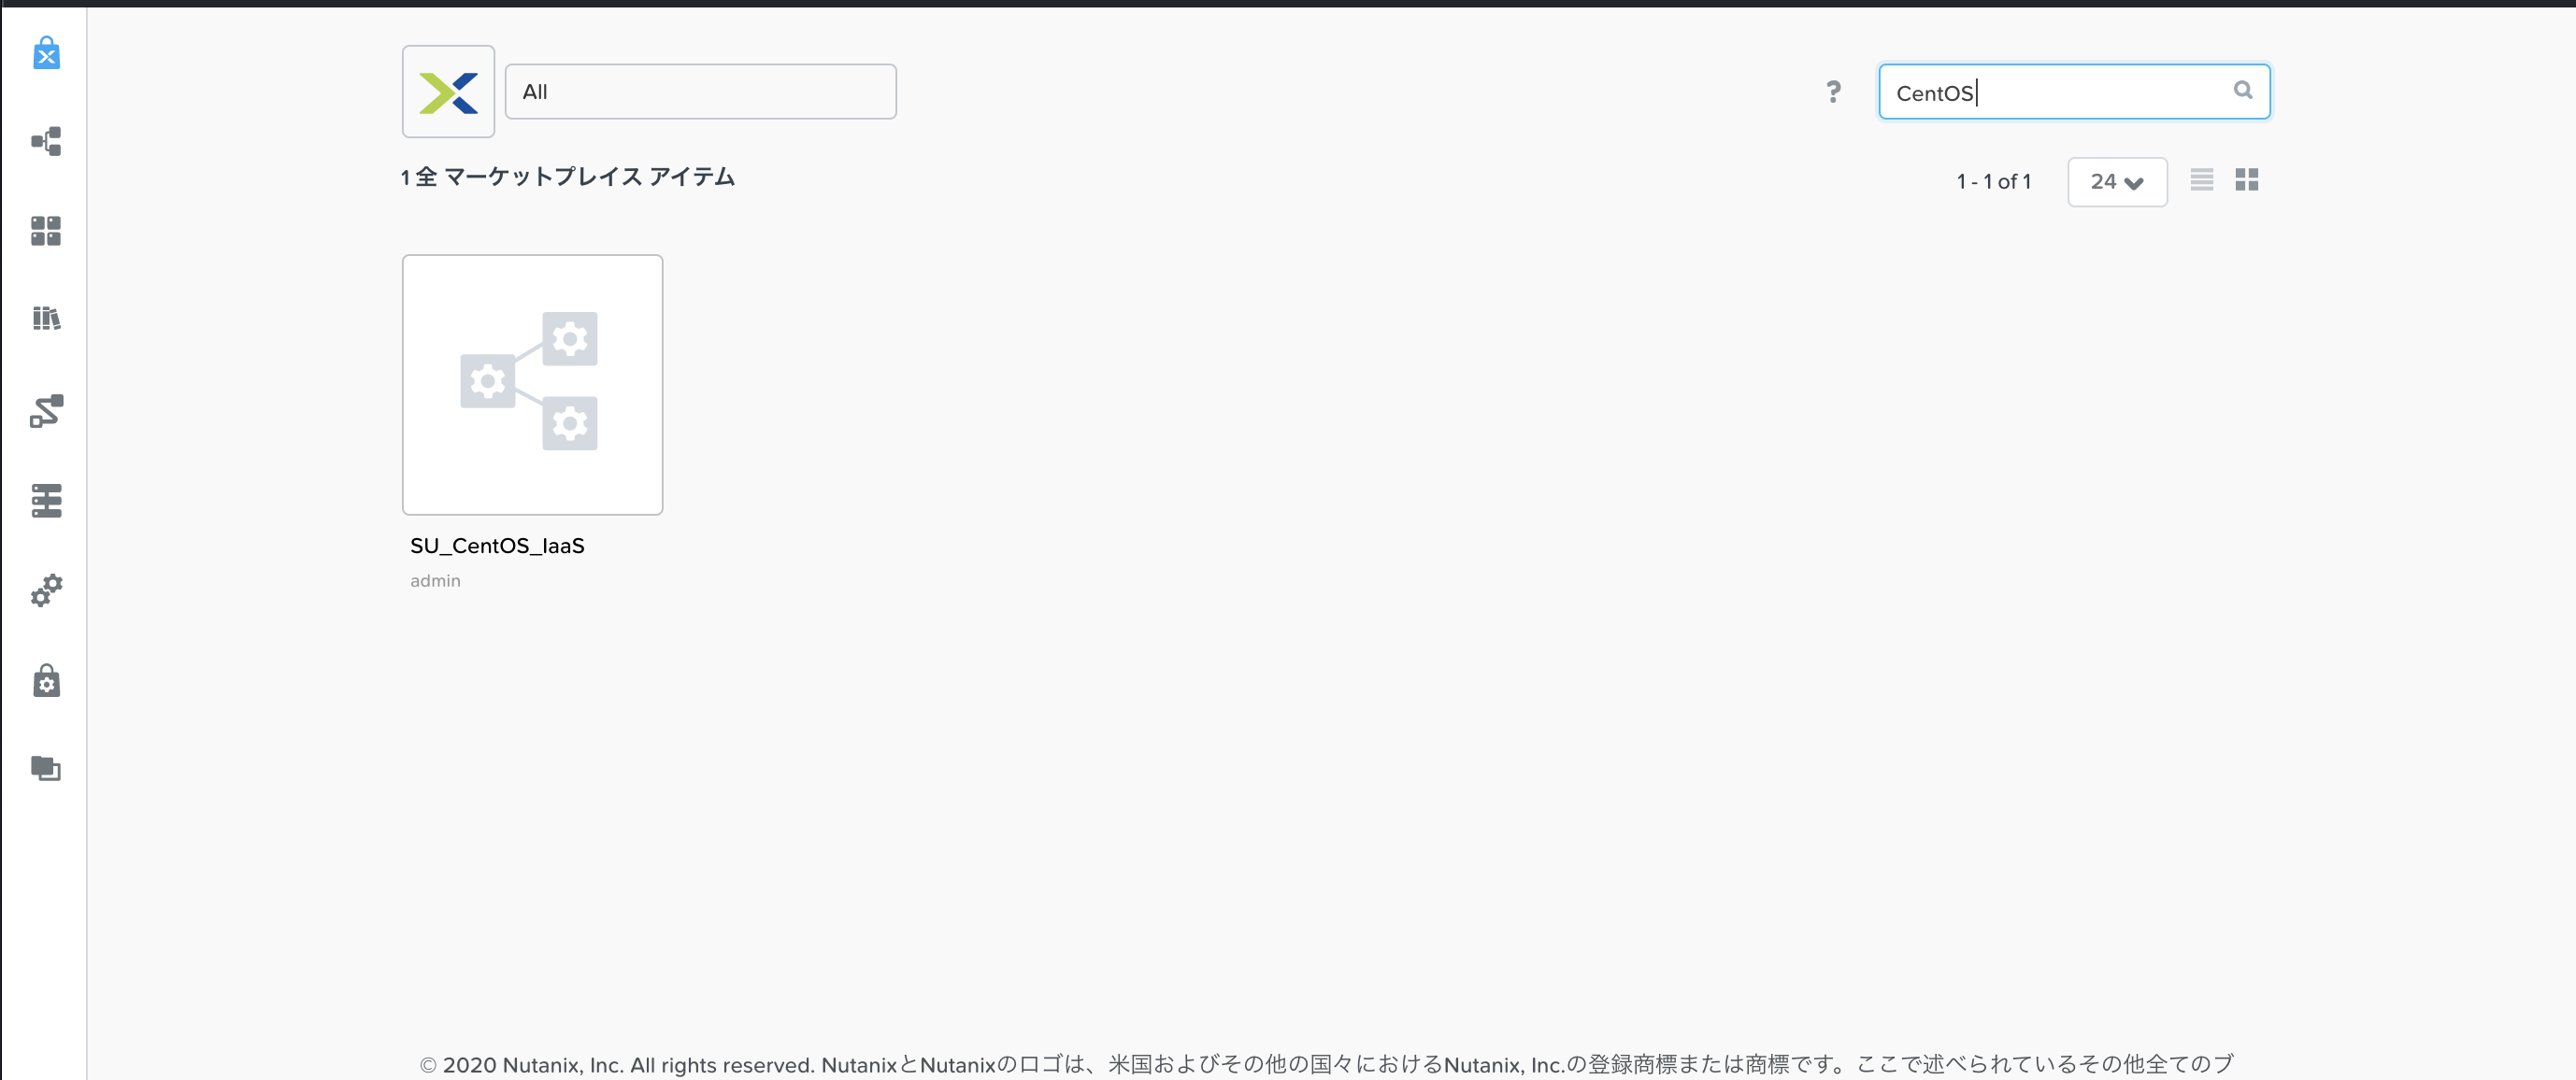 All
?
CentOS
1 全 マーケットプレイス アイテム
1 - 1 of 1
24
SU_CentOS_IaaS
admin
© 2020 Nutanix, Inc. All rights reserved. NutanixとNutanixのロゴは、米国およびその他の国々におけるNutanix, Inc.の登録商標または商標です。ここで述べられているその他全てのブ